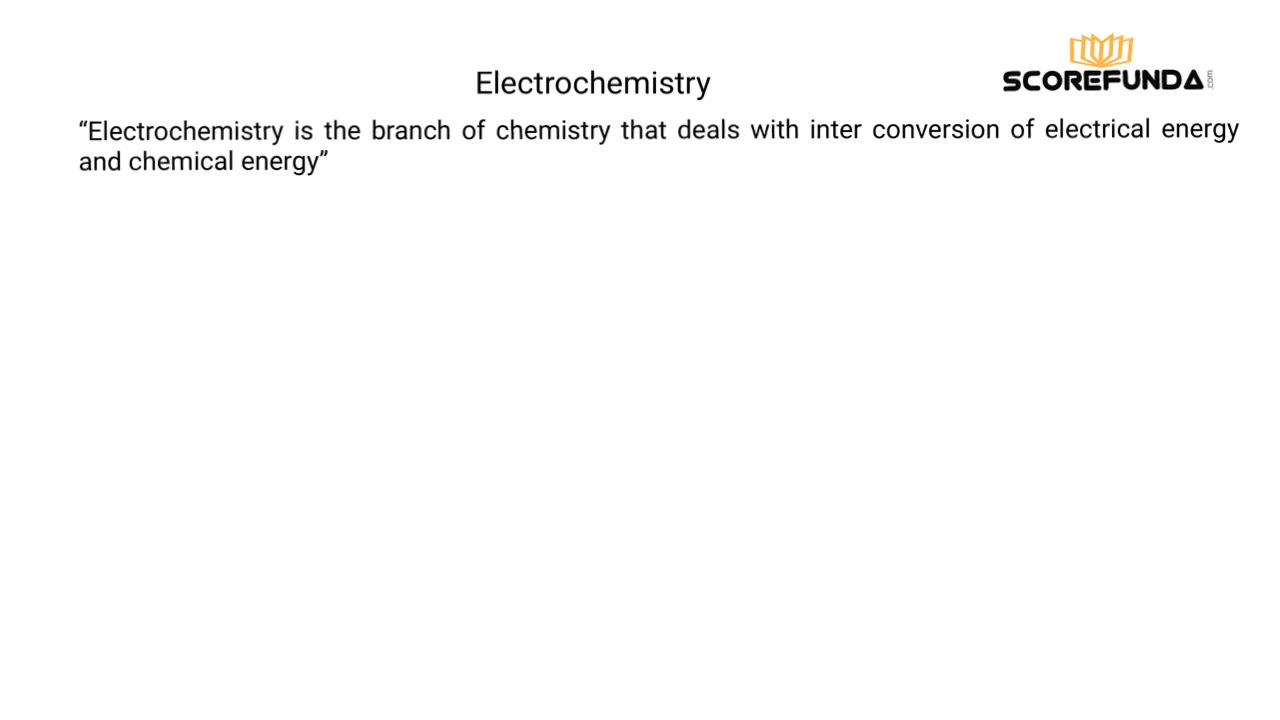 SCOREFUNDA.com
Electrochemistry
“Electrochemistry is the branch of chemistry that deals with inter conversion of electrical energy
and chemical energy”